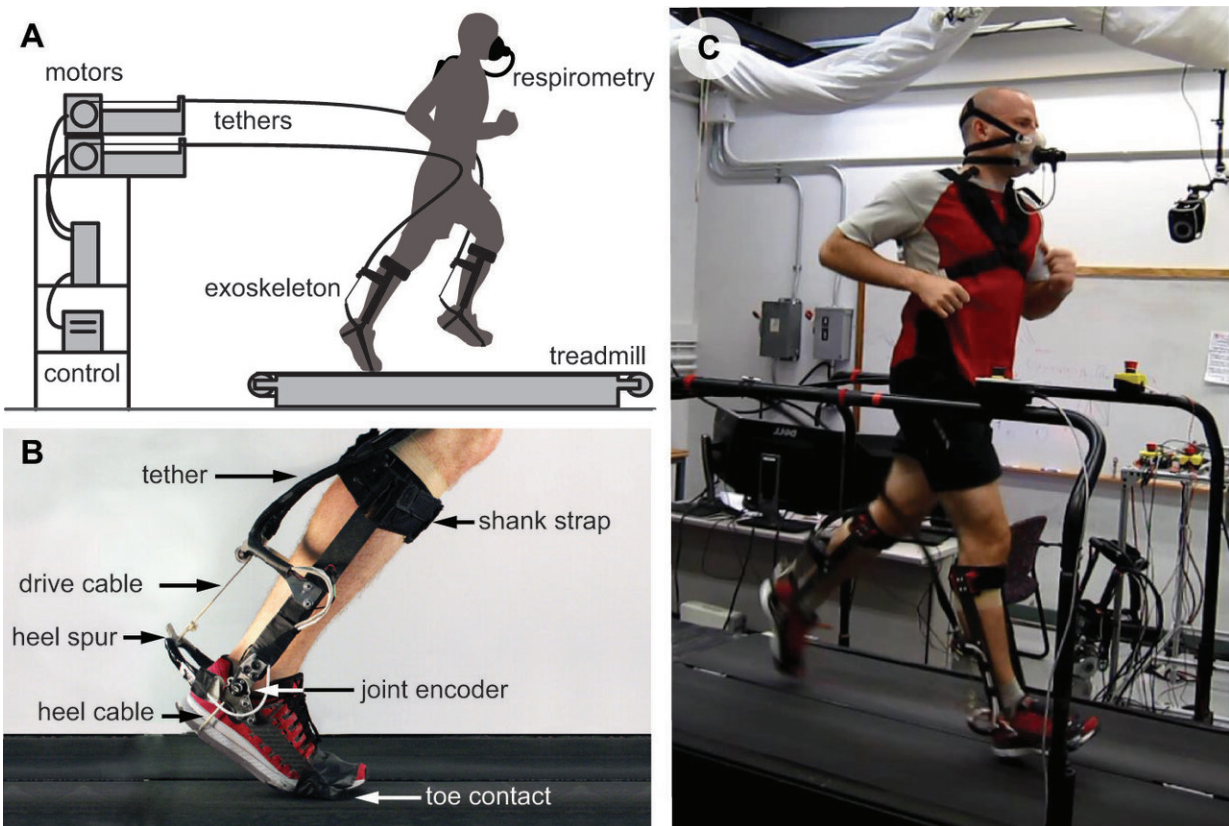 A
motors
tethers
respirometry
exoskeleton
control
treadmill
B
tether
shank strap
drive cable
heel spur
joint encoder
heel cable
toe contact
C
DELL